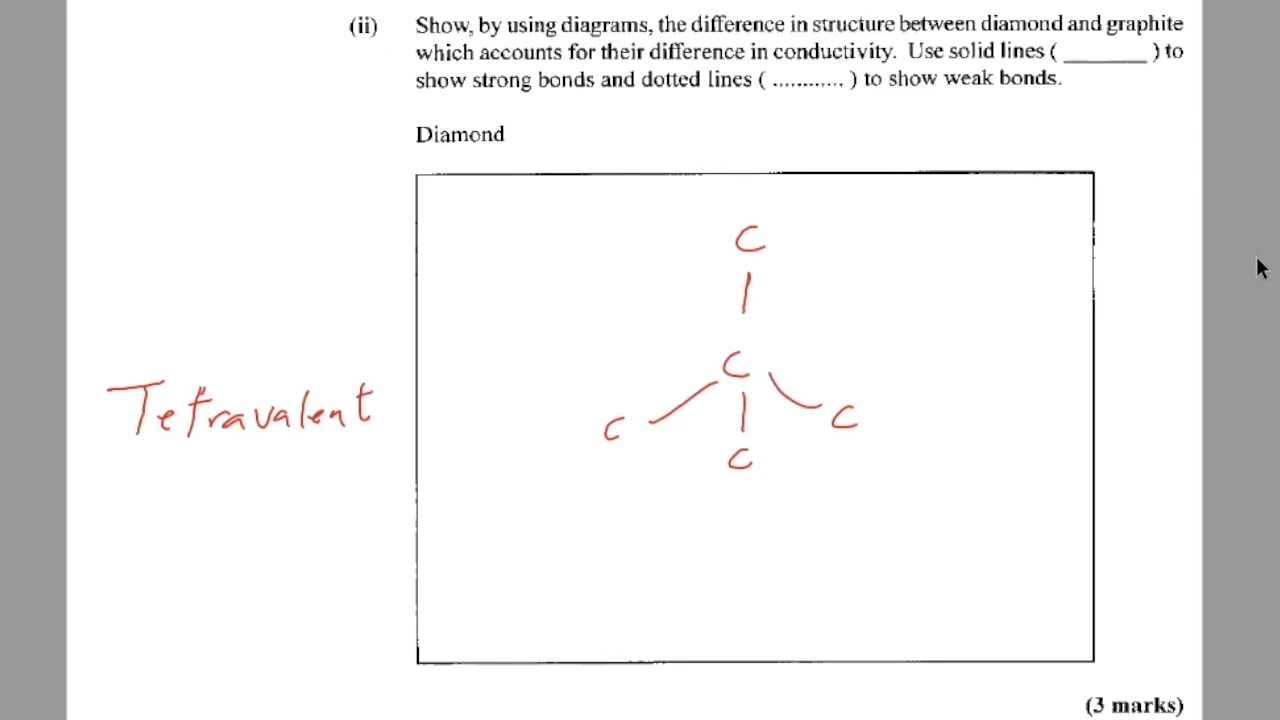 (ii) Show, by using diagrams, the difference in structure between diamond and graphite
which accounts for their difference in conductivity. Use solid lines ( ________ ) to
show strong bonds and dotted lines ( ............ ) to show weak bonds.
Diamond
C
C
C C
C
Tetravalent
(3 marks)